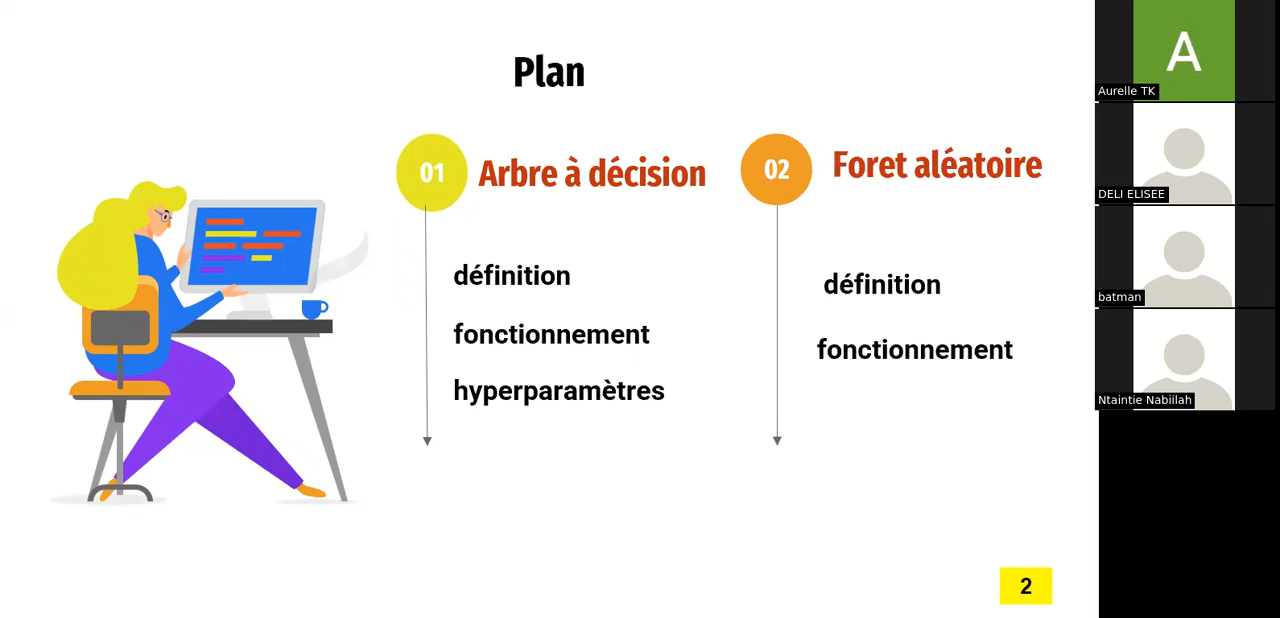 Plan
01
Arbre à décision
définition
fonctionnement
hyperparamètres
02
Foret aléatoire
définition
fonctionnement
2
A
Aurelle TK
DELI ELISEE
batman
Ntaintie Nabiilah